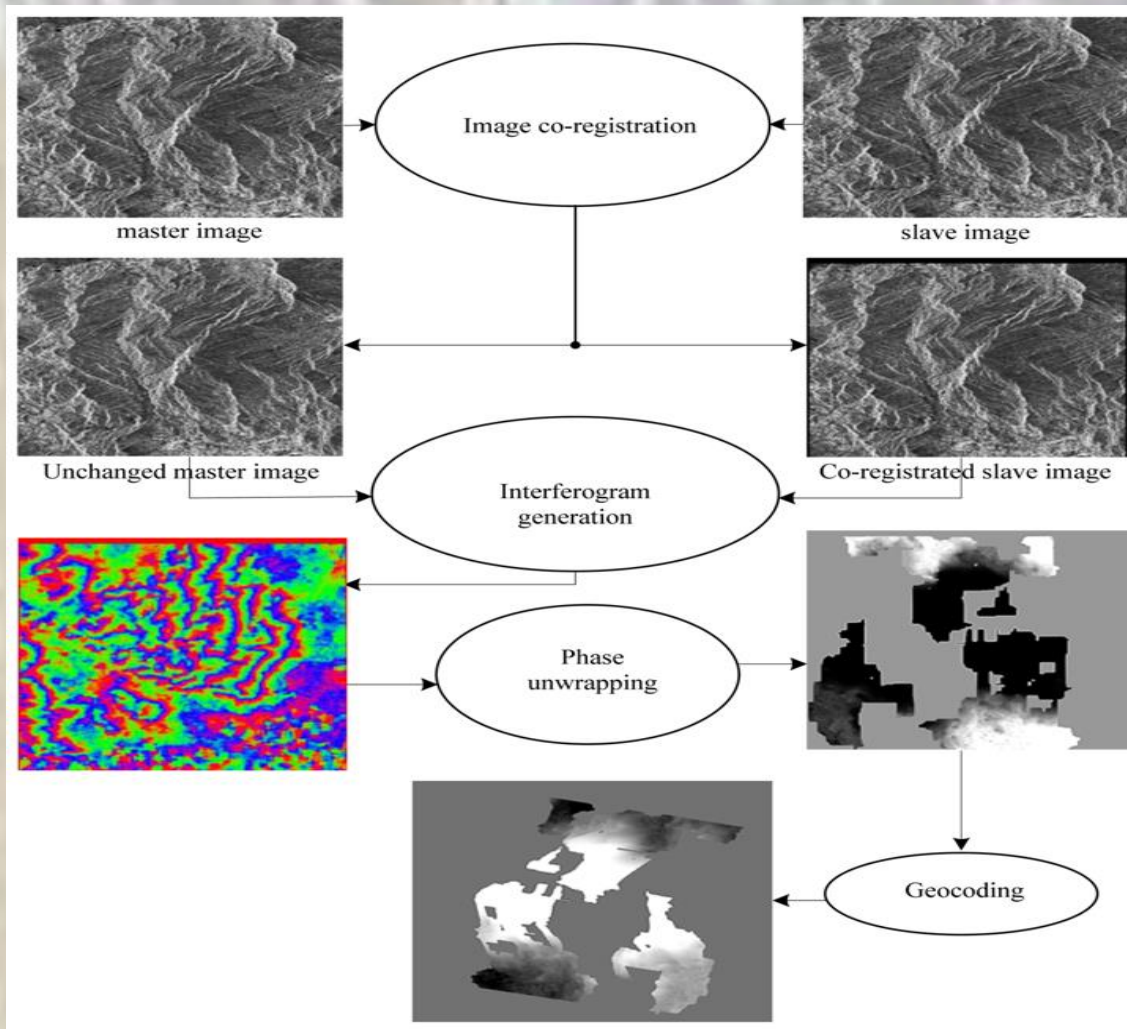 Image co-registration
master image
slave image
Unchanged master image
Co-registrated slave image
Interferogram
generation
Phase
unwrapping
Geocoding